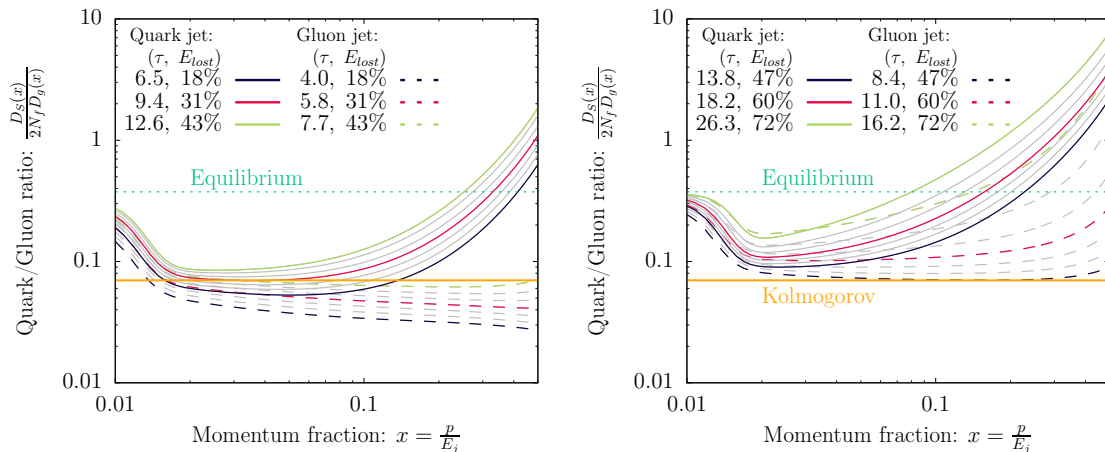 Quark jet: Gluon jet:
(τ, E_lost) (τ, E_lost)
6.5, 18% 4.0, 18%
9.4, 31% 5.8, 31%
12.6, 43% 7.7, 43%
Equilibrium
10
1
0.1
0.01
0.01 0.1
Quark/Gluon ratio: D_S(x)/2N_f D_g(x)
Momentum fraction: x = p/E_j
Quark jet: Gluon jet:
(τ, E_lost) (τ, E_lost)
13.8, 47% 8.4, 47%
18.2, 60% 11.0, 60%
26.3, 72% 16.2, 72%
Equilibrium
Kolmogorov
10
1
0.1
0.01
0.01 0.1
Quark/Gluon ratio: D_S(x)/2N_f D_g(x)
Momentum fraction: x = p/E_j